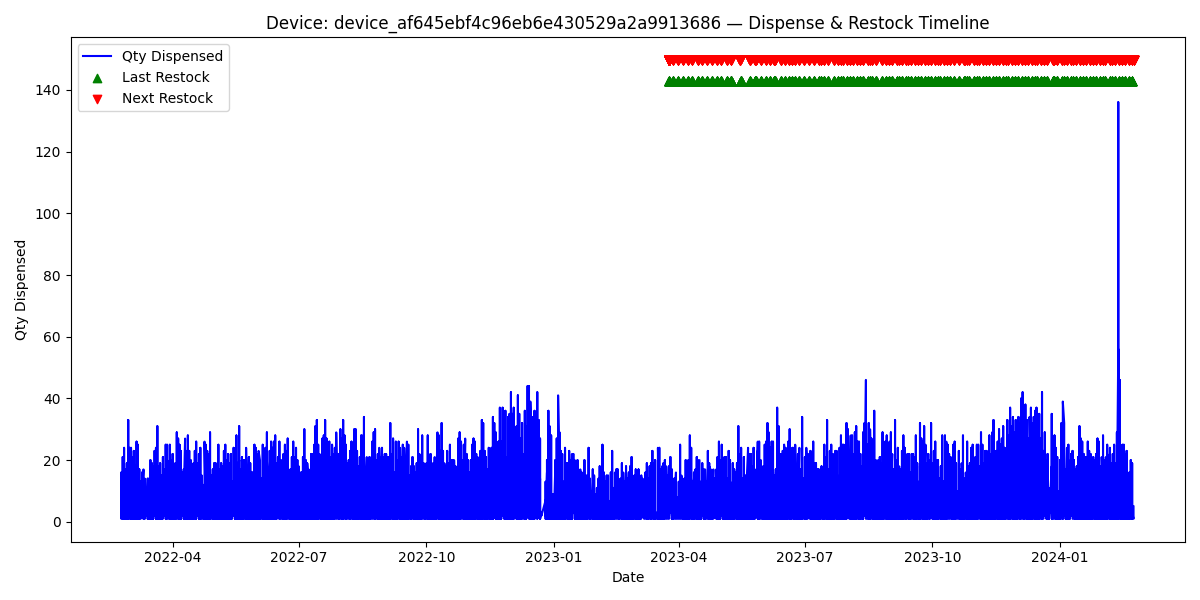 Device: device_af645ebf4c96eb6e430529a2a9913686 — Dispense & Restock Timeline
Qty Dispensed
Last Restock
Next Restock
Qty Dispensed
140
120
100
80
60
40
20
0
2022-04
2022-07
2022-10
2023-01
2023-04
2023-07
2023-10
2024-01
Date